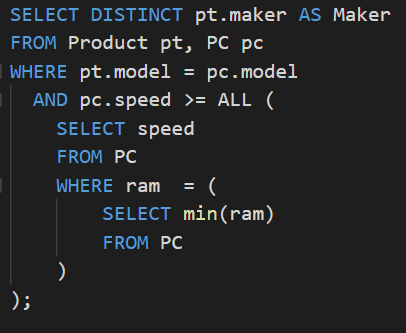 SELECT DISTINCT pt.maker AS Maker
FROM Product pt, PC pc
WHERE pt.model = pc.model
  AND pc.speed >= ALL (
    SELECT speed
    FROM PC
    WHERE ram  = (
        SELECT min(ram)
        FROM PC
    )
);